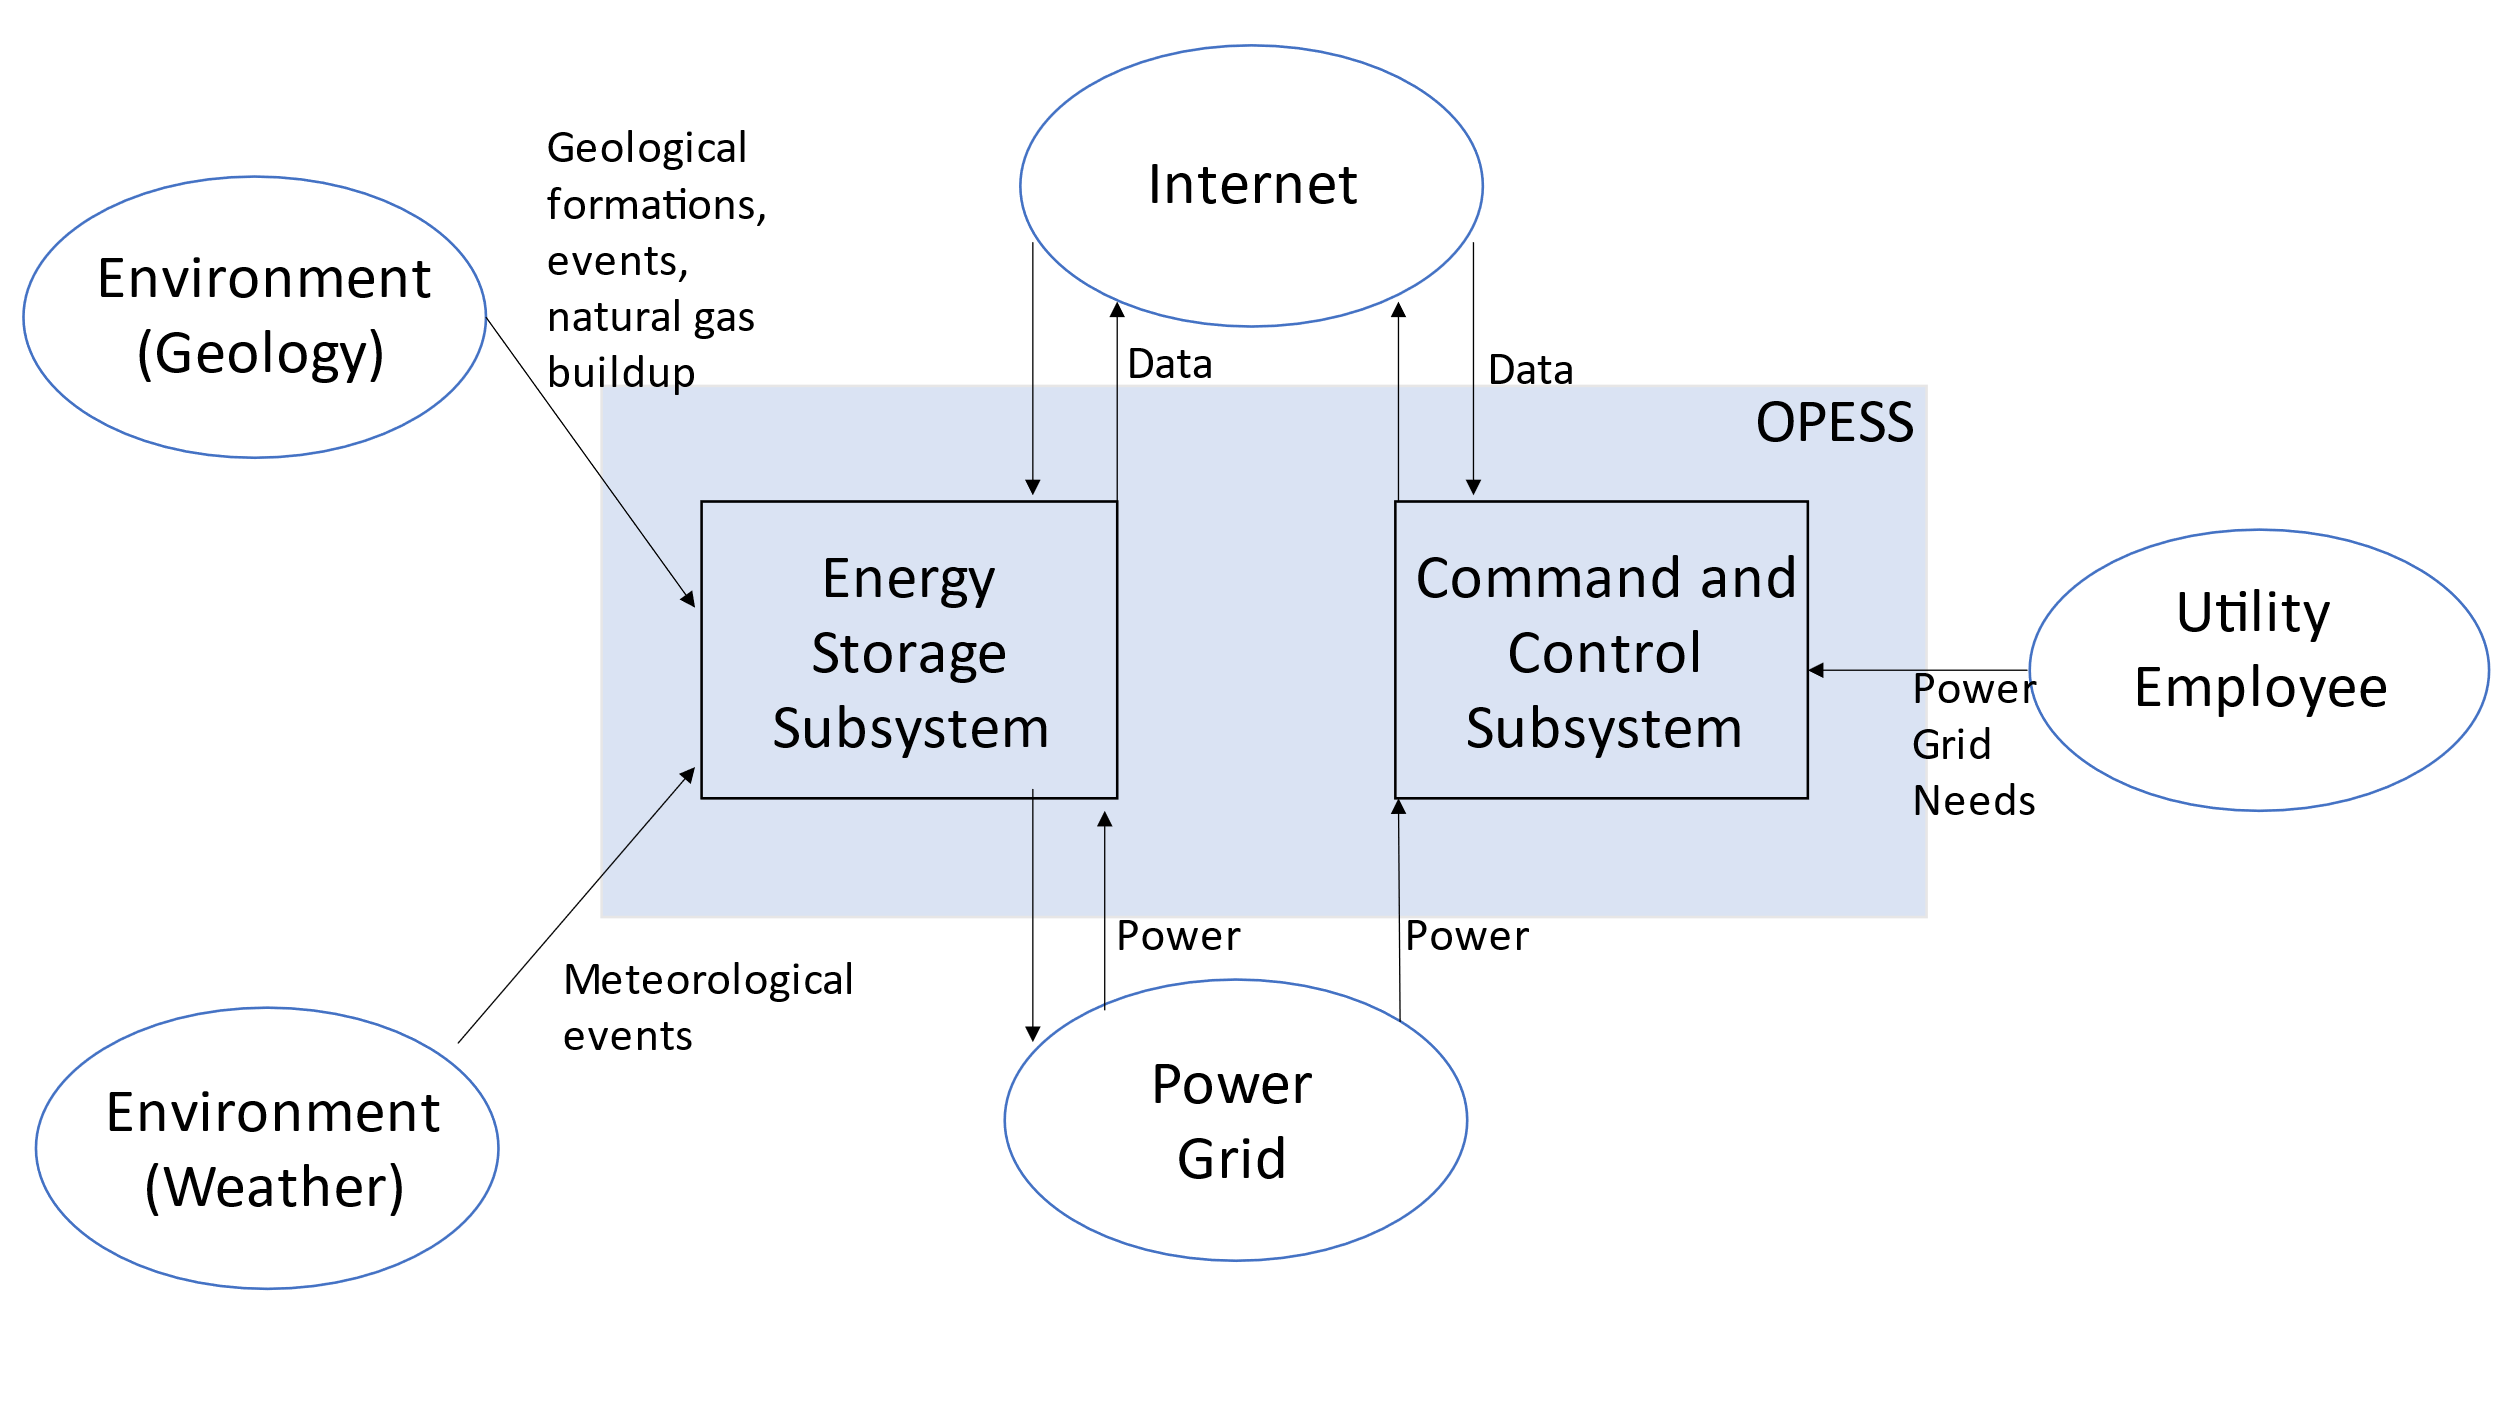 Internet
Geological
formations,
events,
natural gas
buildup
Environment
(Geology)
Data
Data
OPESS
Energy
Storage
Subsystem
Command and
Control
Subsystem
Utility
Employee
Power
Grid
Needs
Power
Power
Meteorological
events
Environment
(Weather)
Power
Grid